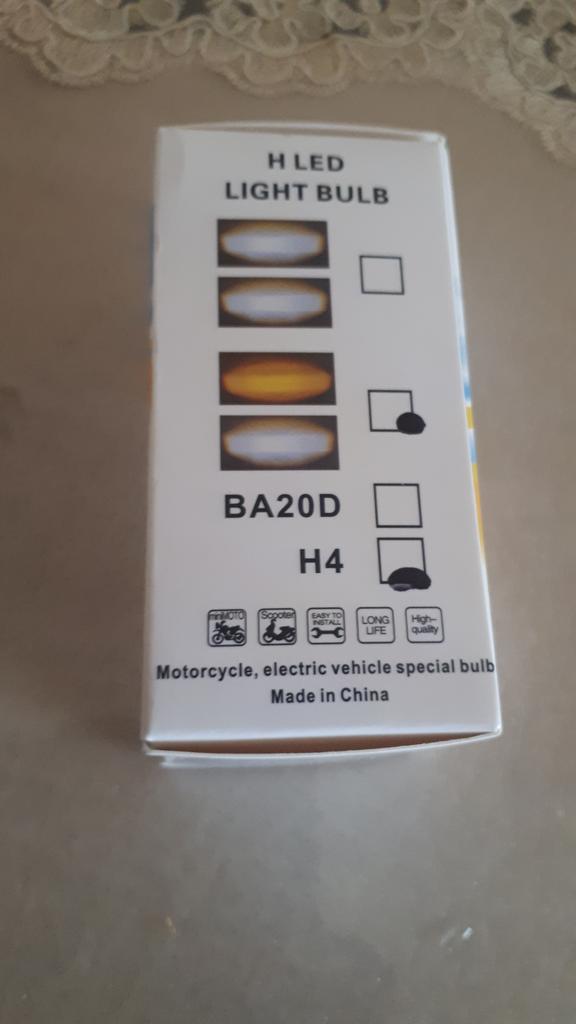 H LED
LIGHT BULB
BA20D
H4
miniMOTO
Scooter
EASY TO
INSTALL
LONG
LIFE
High-
quality
Motorcycle, electric vehicle special bulb
Made in China